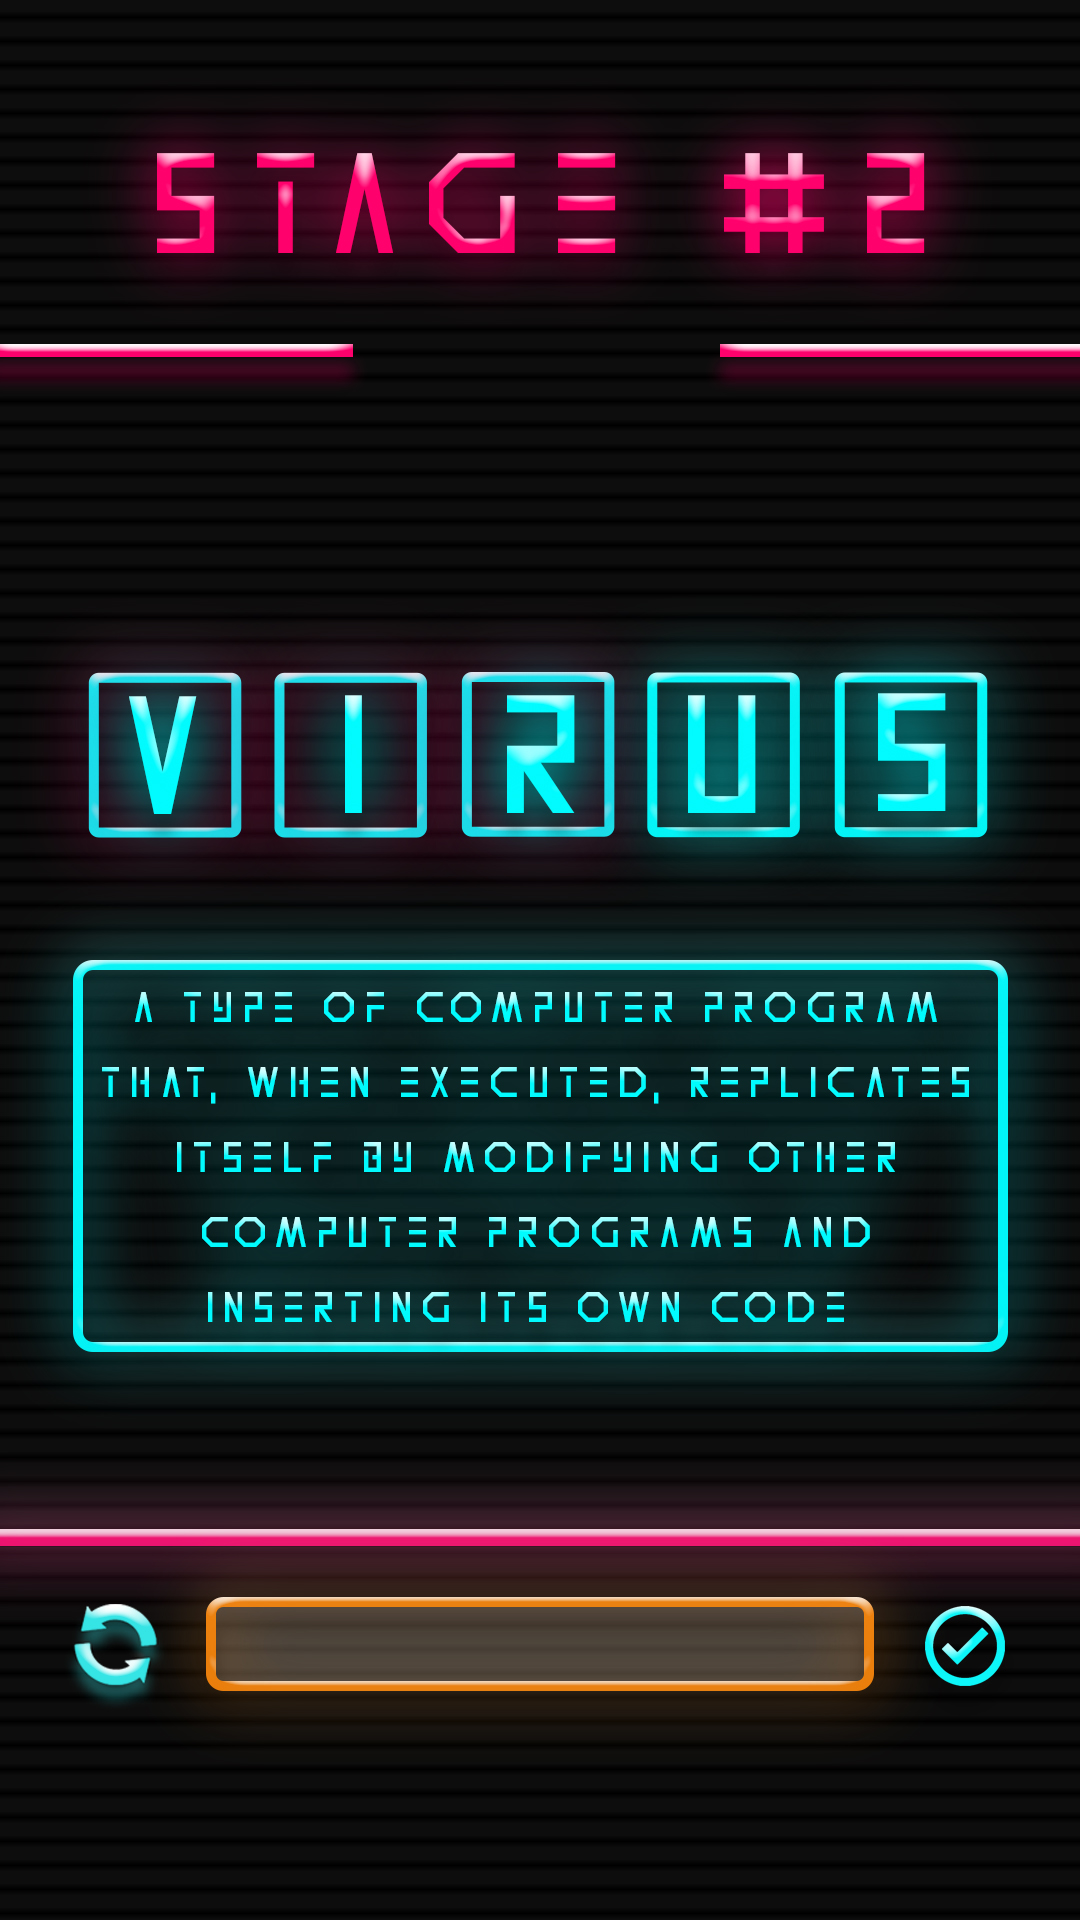 STAGE #2
VIRUS
A TYPE OF COMPUTER PROGRAM
THAT, WHEN EXECUTED, REPLICATES
ITSELF BY MODIFYING OTHER
COMPUTER PROGRAMS AND
INSERTING ITS OWN CODE